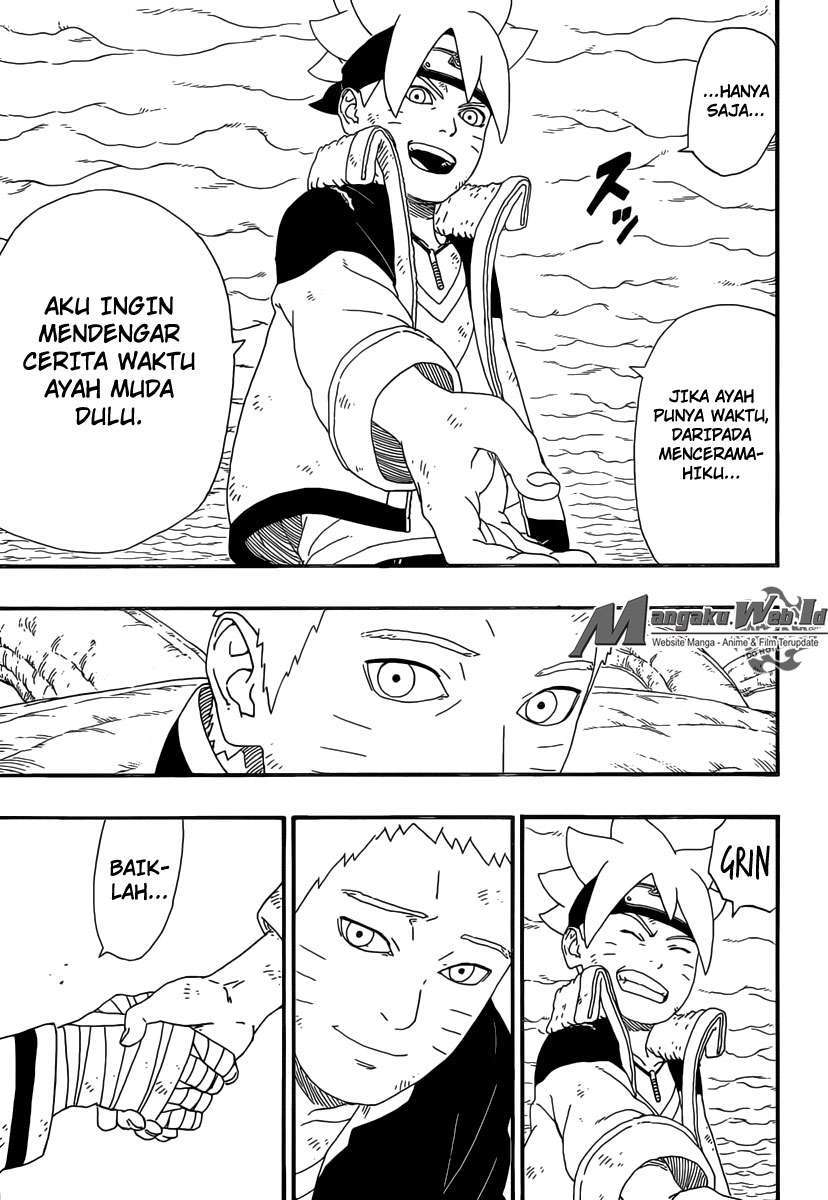 ...HANYA
SAJA...
ズッ
JIKA AYAH
PUNYA WAKTU,
DARIPADA
MENCERAMA-
HIKU...
AKU INGIN
MENDENGAR
CERITA WAKTU
AYAH MUDA
DULU.
Mangaku.Web.Id
Website Manga - Anime & Film Terupdate
GRIN
BAIK-
LAH...